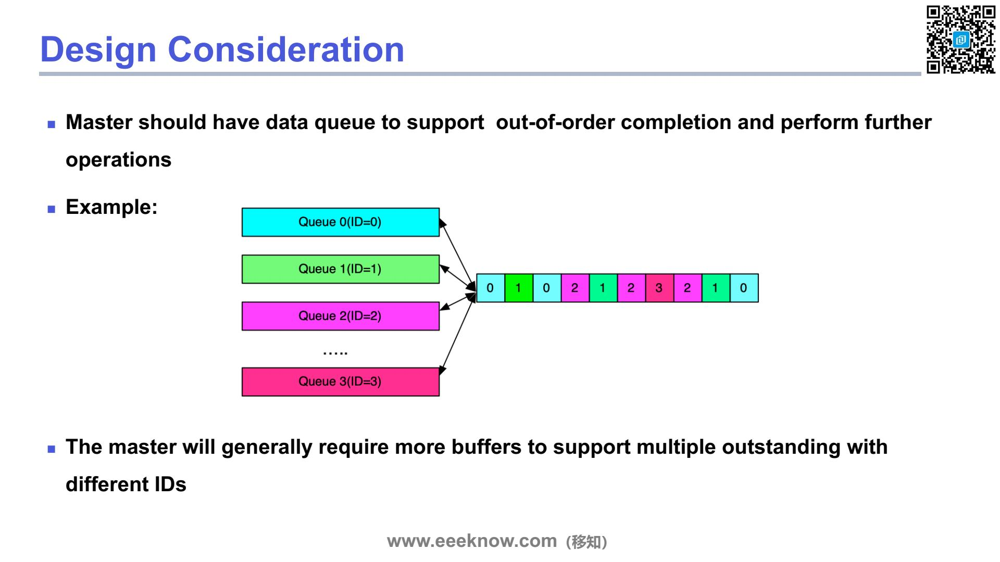 Design Consideration
Master should have data queue to support  out-of-order completion and perform further
operations
Example:
Queue 0(ID=0)
Queue 1(ID=1)
Queue 2(ID=2)
.....
Queue 3(ID=3)
0 1 0 2 1 2 3 2 1 0
The master will generally require more buffers to support multiple outstanding with
different IDs
www.eeeknow.com (移知)